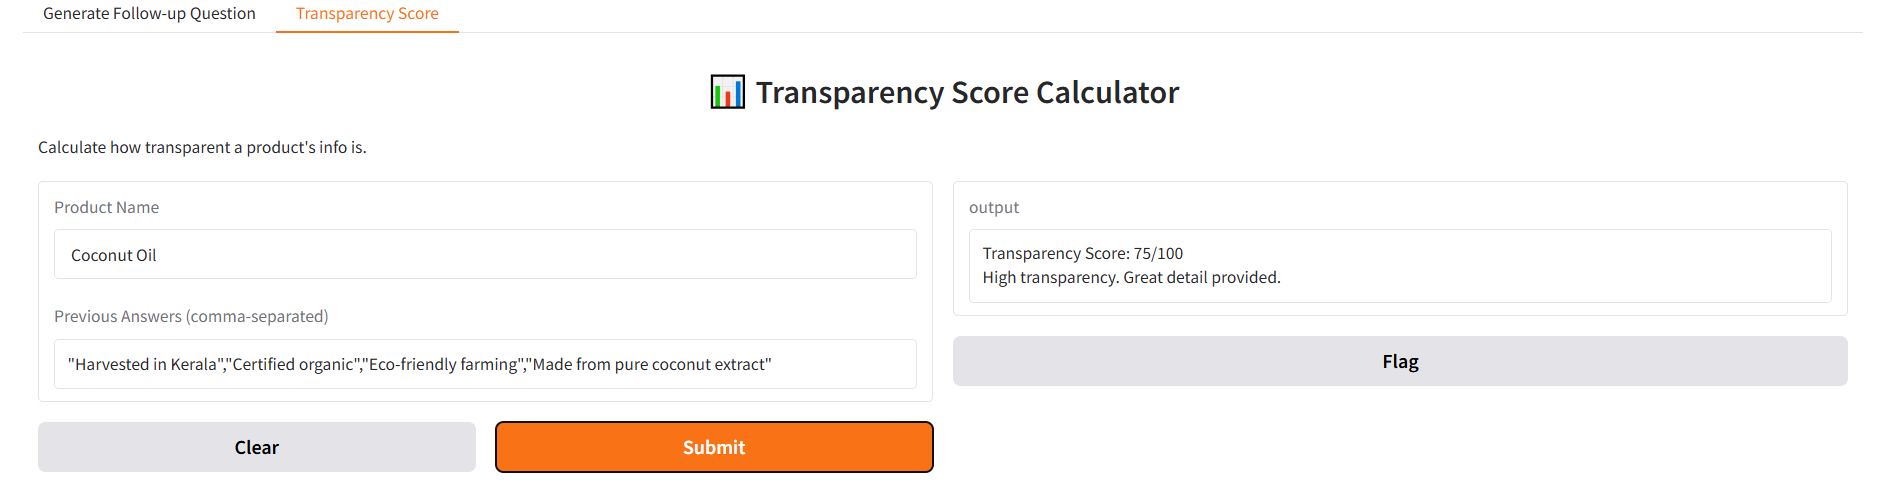 Generate Follow-up Question
Transparency Score
Transparency Score Calculator
Calculate how transparent a product's info is.
Product Name
Coconut Oil
Previous Answers (comma-separated)
"Harvested in Kerala","Certified organic","Eco-friendly farming","Made from pure coconut extract"
Clear
Submit
output
Transparency Score: 75/100
High transparency. Great detail provided.
Flag